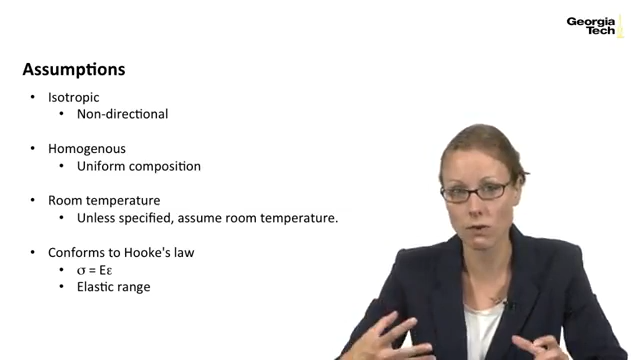 Georgia
Tech
Assumptions
• Isotropic
• Non-directional
• Homogenous
• Uniform composition
• Room temperature
• Unless specified, assume room temperature.
• Conforms to Hooke's law
• σ = Eε
• Elastic range